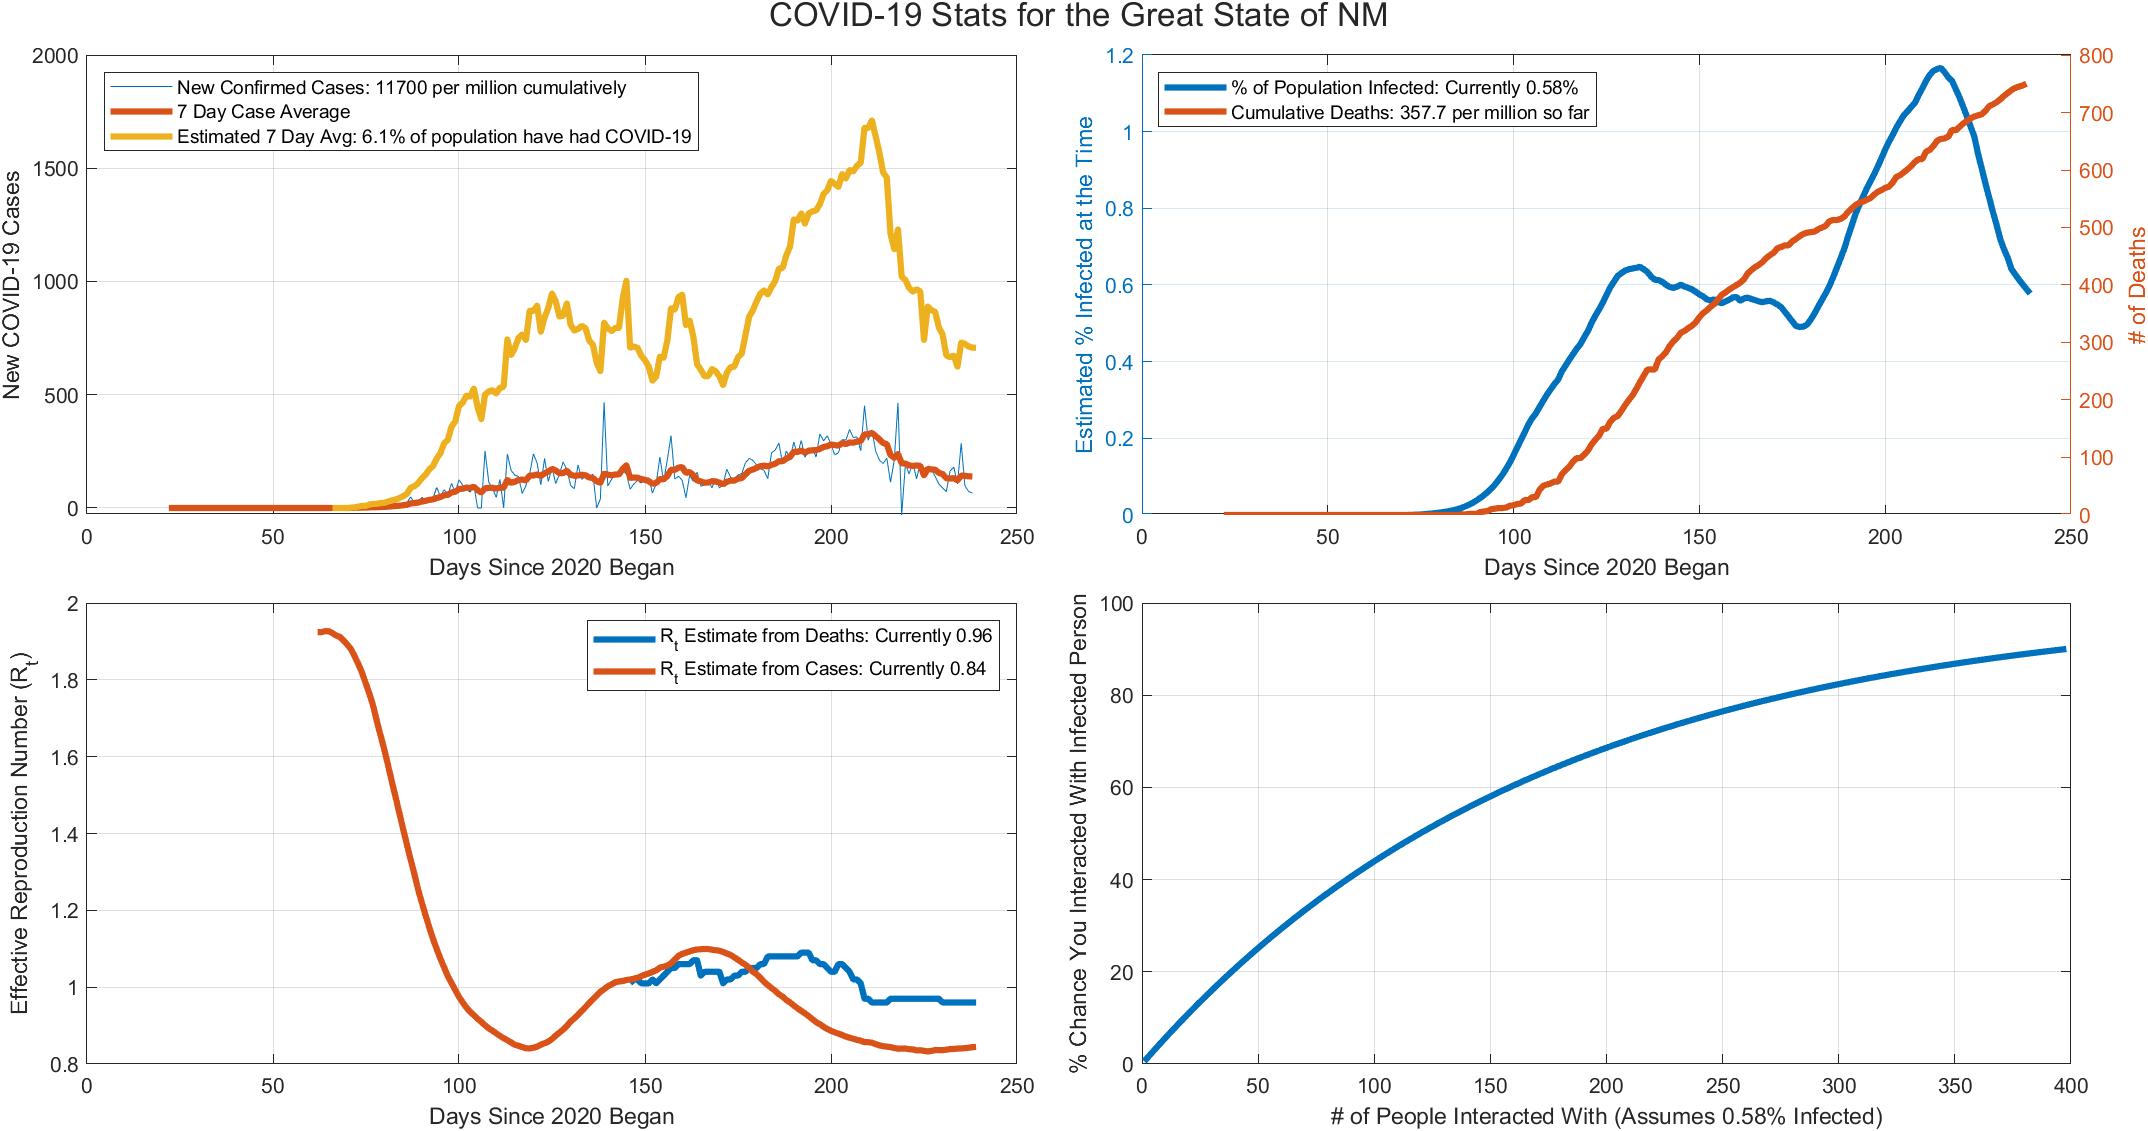 COVID-19 Stats for the Great State of NM
New COVID-19 Cases
2000
1500
1000
500
0
New Confirmed Cases: 11700 per million cumulatively
7 Day Case Average
Estimated 7 Day Avg: 6.1% of population have had COVID-19
0 50 100 150 200 250
Days Since 2020 Began
Estimated % Infected at the Time
1.2
1
0.8
0.6
0.4
0.2
0
% of Population Infected: Currently 0.58%
Cumulative Deaths: 357.7 per million so far
800
700
600
500
400
300
200
100
0
# of Deaths
0 50 100 150 200 250
Days Since 2020 Began
Effective Reproduction Number (Rt)
2
1.8
1.6
1.4
1.2
1
0.8
Rt Estimate from Deaths: Currently 0.96
Rt Estimate from Cases: Currently 0.84
0 50 100 150 200 250
Days Since 2020 Began
% Chance You Interacted With Infected Person
100
80
60
40
20
0
0 50 100 150 200 250 300 350 400
# of People Interacted With (Assumes 0.58% Infected)